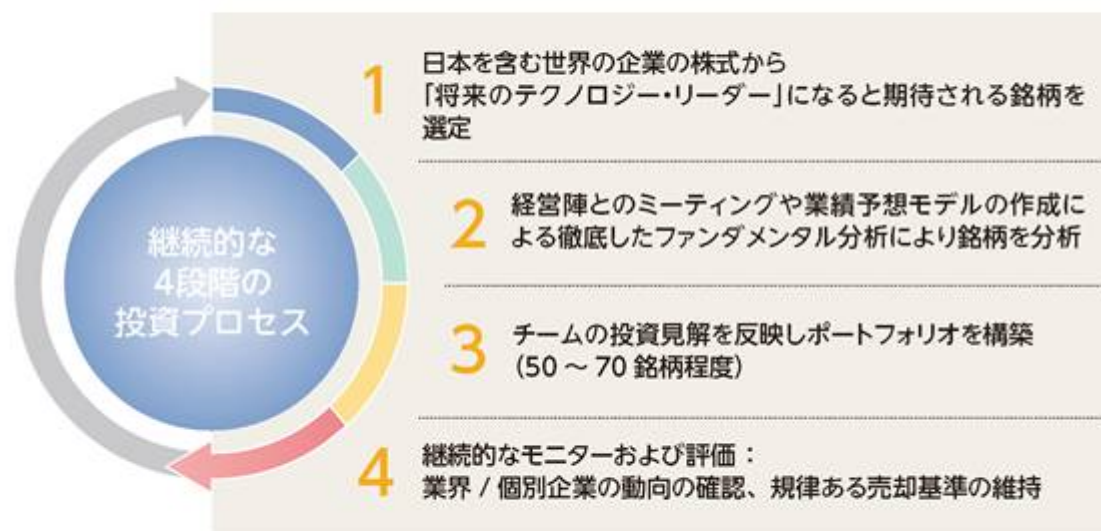 継続的な
4段階の
投資プロセス
1
日本を含む世界の企業の株式から
「将来のテクノロジー・リーダー」になると期待される銘柄を
選定
2
経営陣とのミーティングや業績予想モデルの作成に
よる徹底したファンダメンタル分析により銘柄を分析
3
チームの投資見解を反映しポートフォリオを構築
(50 ～ 70 銘柄程度)
4
継続的なモニターおよび評価：
業界 / 個別企業の動向の確認、規律ある売却基準の維持